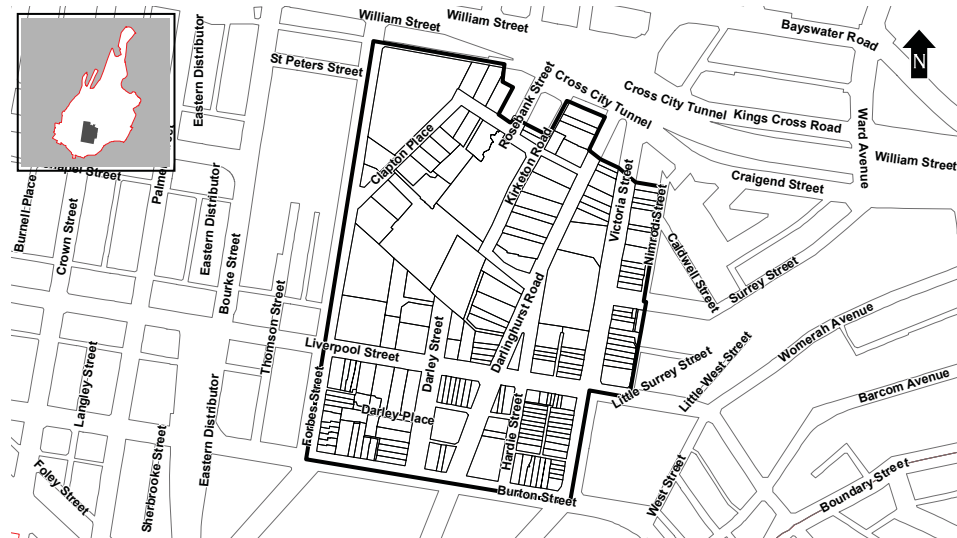 William Street
William Street
Bayswater Road
N
St Peters Street
Eastern Distributor
Rosebank Street
Cross City Tunnel
Cross City Tunnel
Kings Cross Road
Ward Avenue
William Street
Clapton Place
Kirketon Road
Craigend Street
Chapel Street
Palmer Street
Burnell Place
Crown Street
Eastern Distributor
Bourke Street
Victoria Street
Nimrod Street
Caldwell Street
Surrey Street
Thomson Street
Darlinghurst Road
Darley Street
Womerah Avenue
Liverpool Street
Langley Street
Little Surrey Street
Little West Street
Barcom Avenue
Forbes Street
Darley Place
Hardie Street
Eastern Distributor
Foley Street
Sherbrooke Street
Burton Street
West Street
Boundary Street